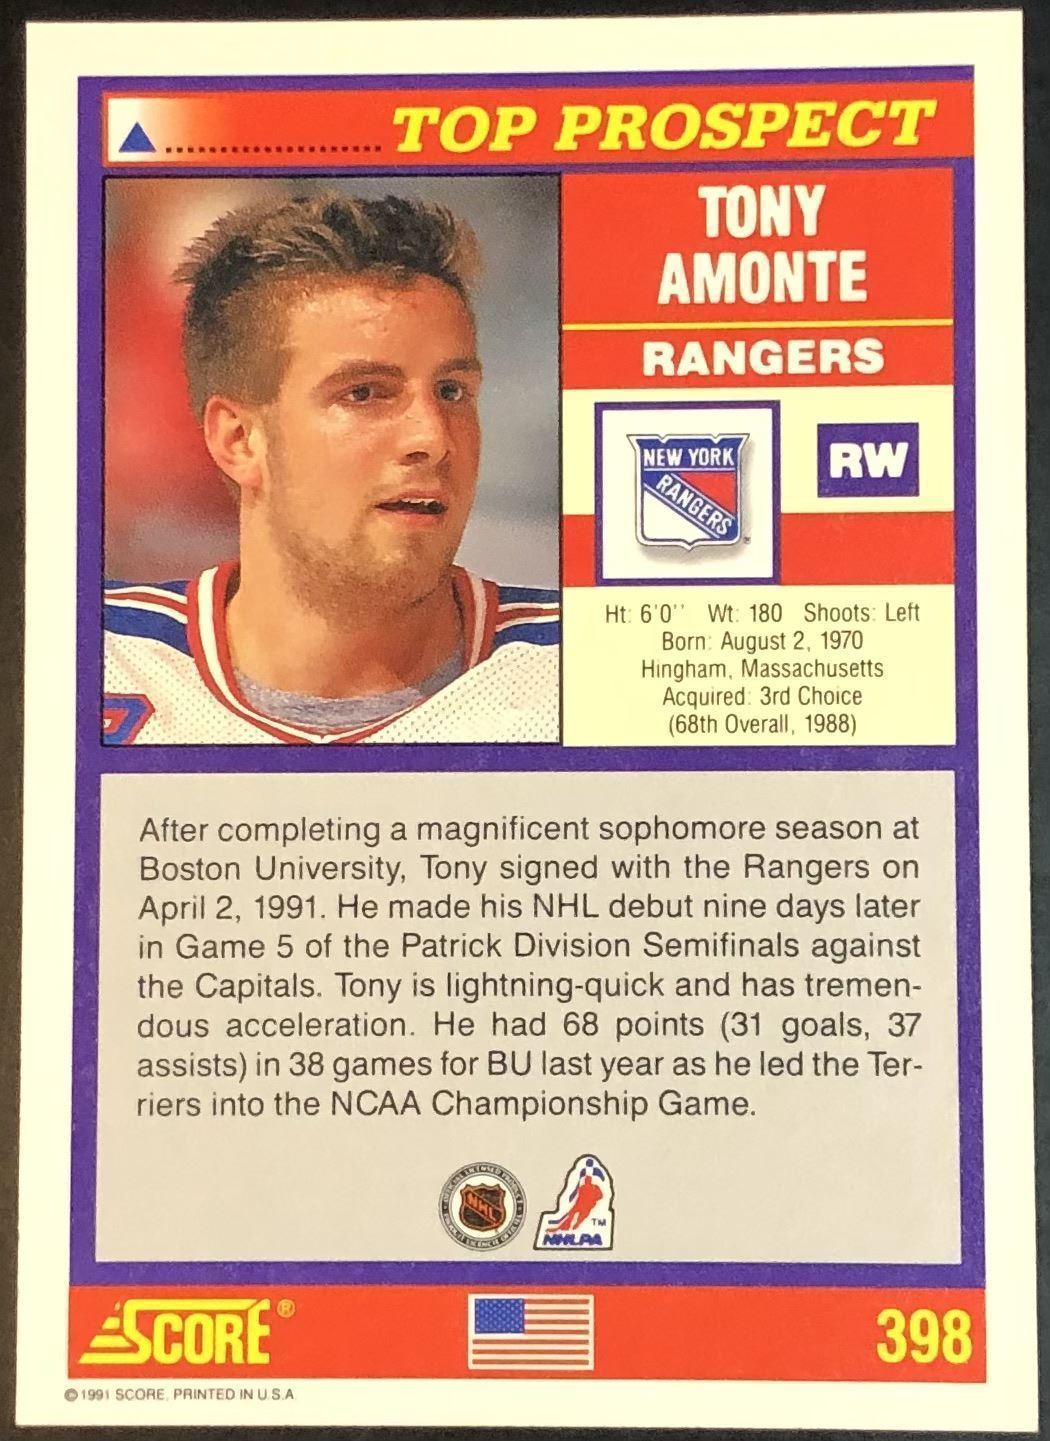 TOP PROSPECT
TONY
AMONTE
RANGERS
NEW YORK
RANGERS
RW
Ht: 6'0'' Wt: 180 Shoots: Left
Born: August 2, 1970
Hingham, Massachusetts
Acquired: 3rd Choice
(68th Overall, 1988)
After completing a magnificent sophomore season at
Boston University, Tony signed with the Rangers on
April 2, 1991. He made his NHL debut nine days later
in Game 5 of the Patrick Division Semifinals against
the Capitals. Tony is lightning-quick and has tremen-
dous acceleration. He had 68 points (31 goals, 37
assists) in 38 games for BU last year as he led the Ter-
riers into the NCAA Championship Game.
NHL
TM
NHLPA
SCORE®
398
©1991 SCORE, PRINTED IN U.S.A.